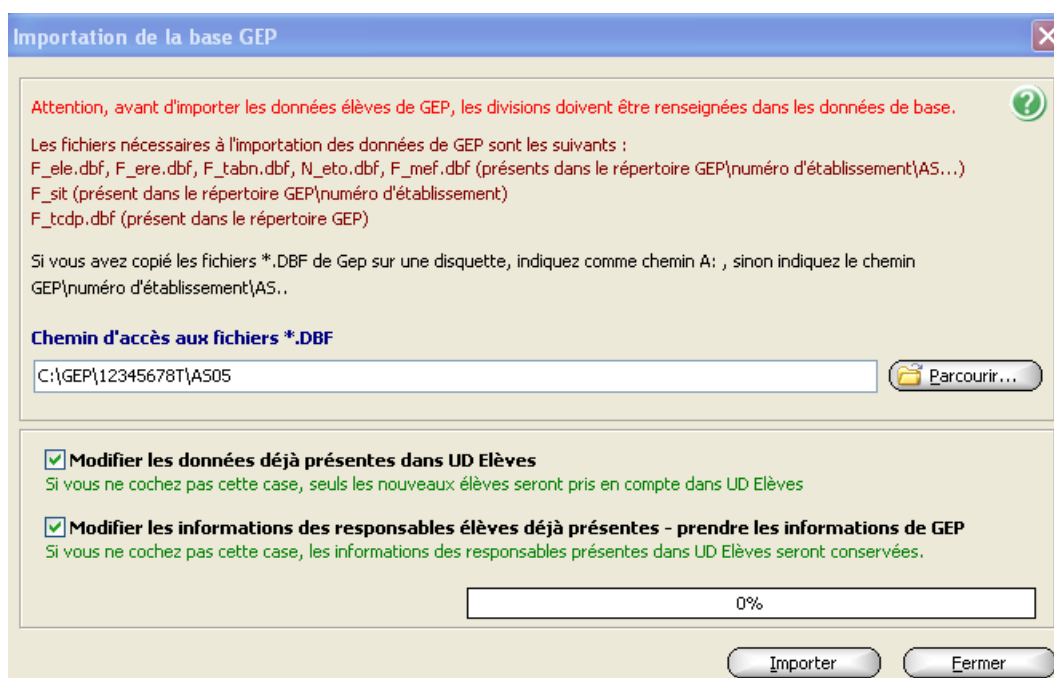 Importation de la base GEP
Attention, avant d'importer les données élèves de GEP, les divisions doivent être renseignées dans les données de base.
Les fichiers nécessaires à l'importation des données de GEP sont les suivants :
F_ele.dbf, F_ere.dbf, F_tabn.dbf, N_eto.dbf, F_mef.dbf (présents dans le répertoire GEP\numéro d'établissement\AS...)
F_sit (présent dans le répertoire GEP\numéro d'établissement)
F_tcdp.dbf (présent dans le répertoire GEP)
Si vous avez copié les fichiers *.DBF de Gep sur une disquette, indiquez comme chemin A: , sinon indiquez le chemin
GEP\numéro d'établissement\AS..
Chemin d'accès aux fichiers *.DBF
C:\GEP\12345678T\AS05
Parcourir...
Modifier les données déjà présentes dans UD Elèves
Si vous ne cochez pas cette case, seuls les nouveaux élèves seront pris en compte dans UD Elèves
Modifier les informations des responsables élèves déjà présentes - prendre les informations de GEP
Si vous ne cochez pas cette case, les informations des responsables présentes dans UD Elèves seront conservées.
0%
Importer
Fermer